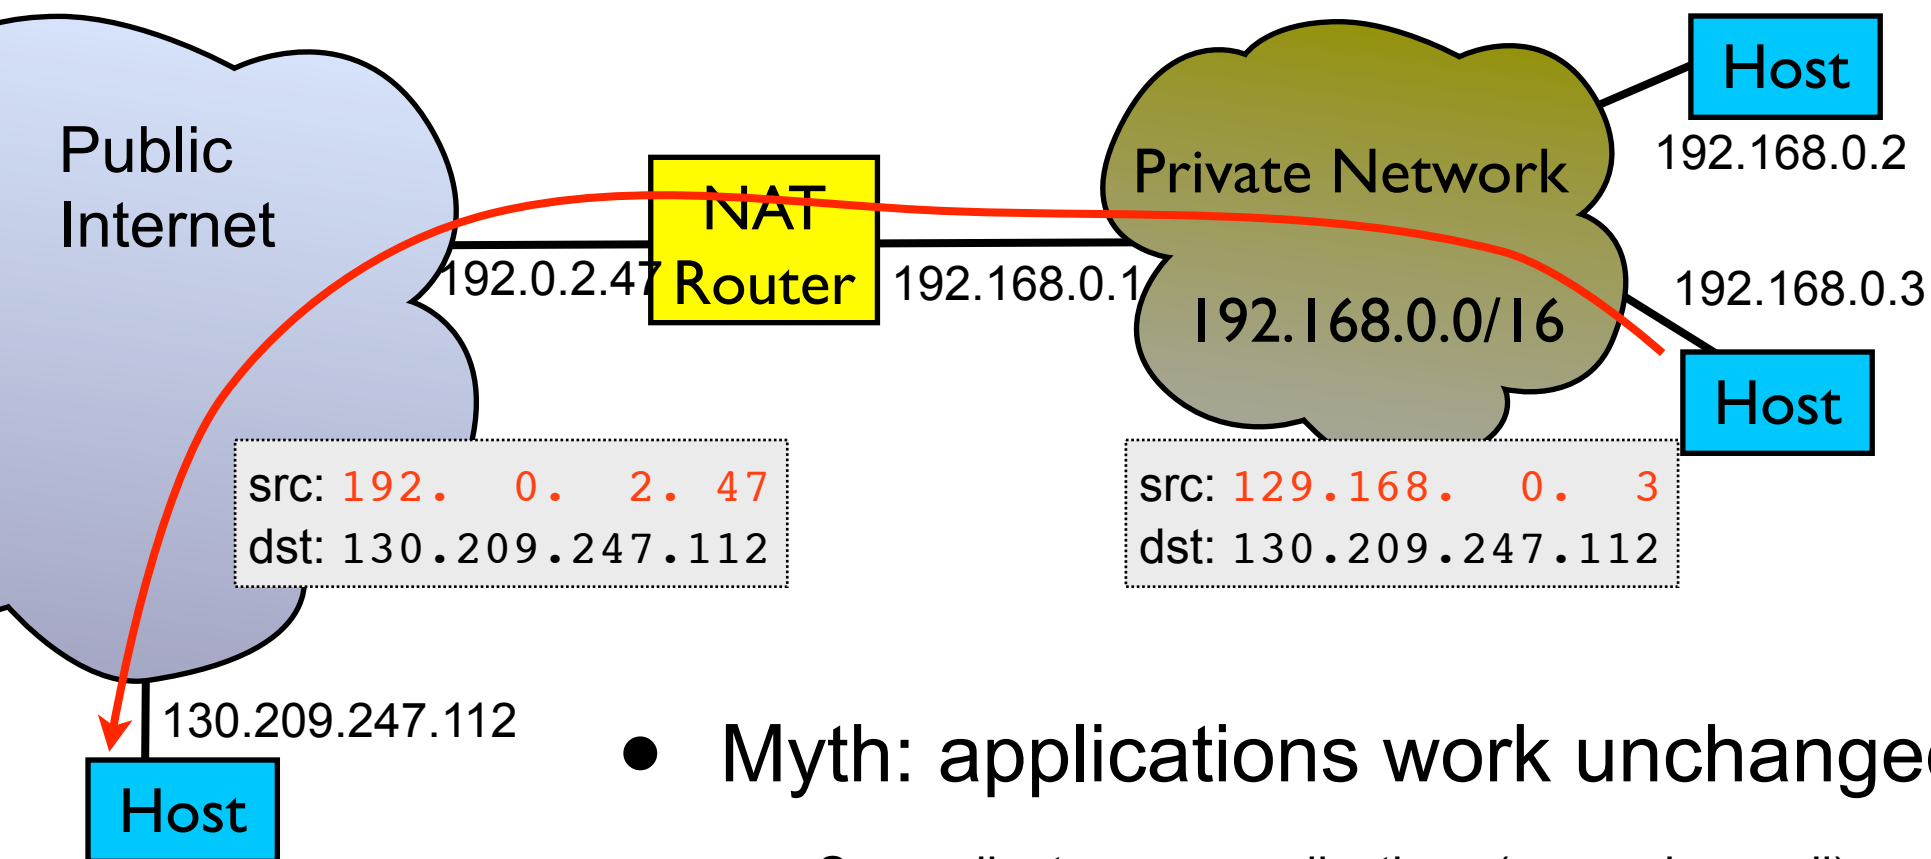 Public
Internet
NAT
Router
192.0.2.47
192.168.0.1
Private Network
192.168.0.0/16
Host
192.168.0.2
192.168.0.3
Host
src: 192. 0. 2. 47
dst: 130.209.247.112
src: 129.168. 0. 3
dst: 130.209.247.112
130.209.247.112
Host
• Myth: applications work unchanged